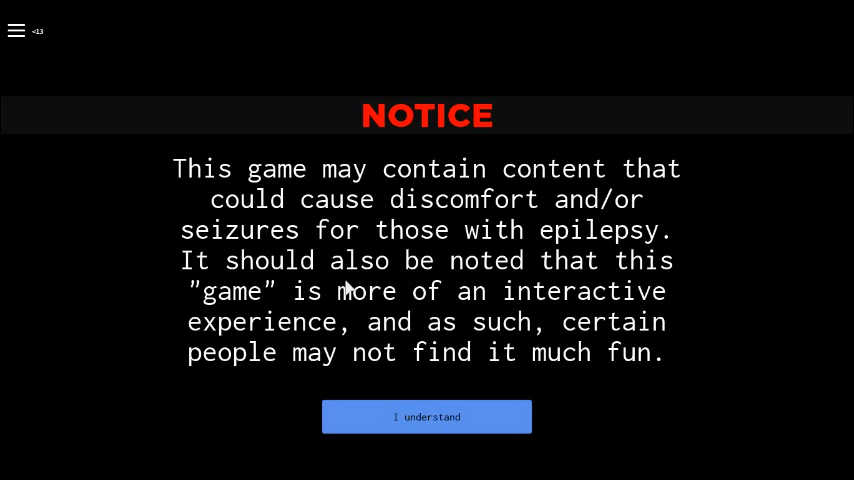 <13
NOTICE
This game may contain content that
could cause discomfort and/or
seizures for those with epilepsy.
It should also be noted that this
"game" is more of an interactive
experience, and as such, certain
people may not find it much fun.
I understand